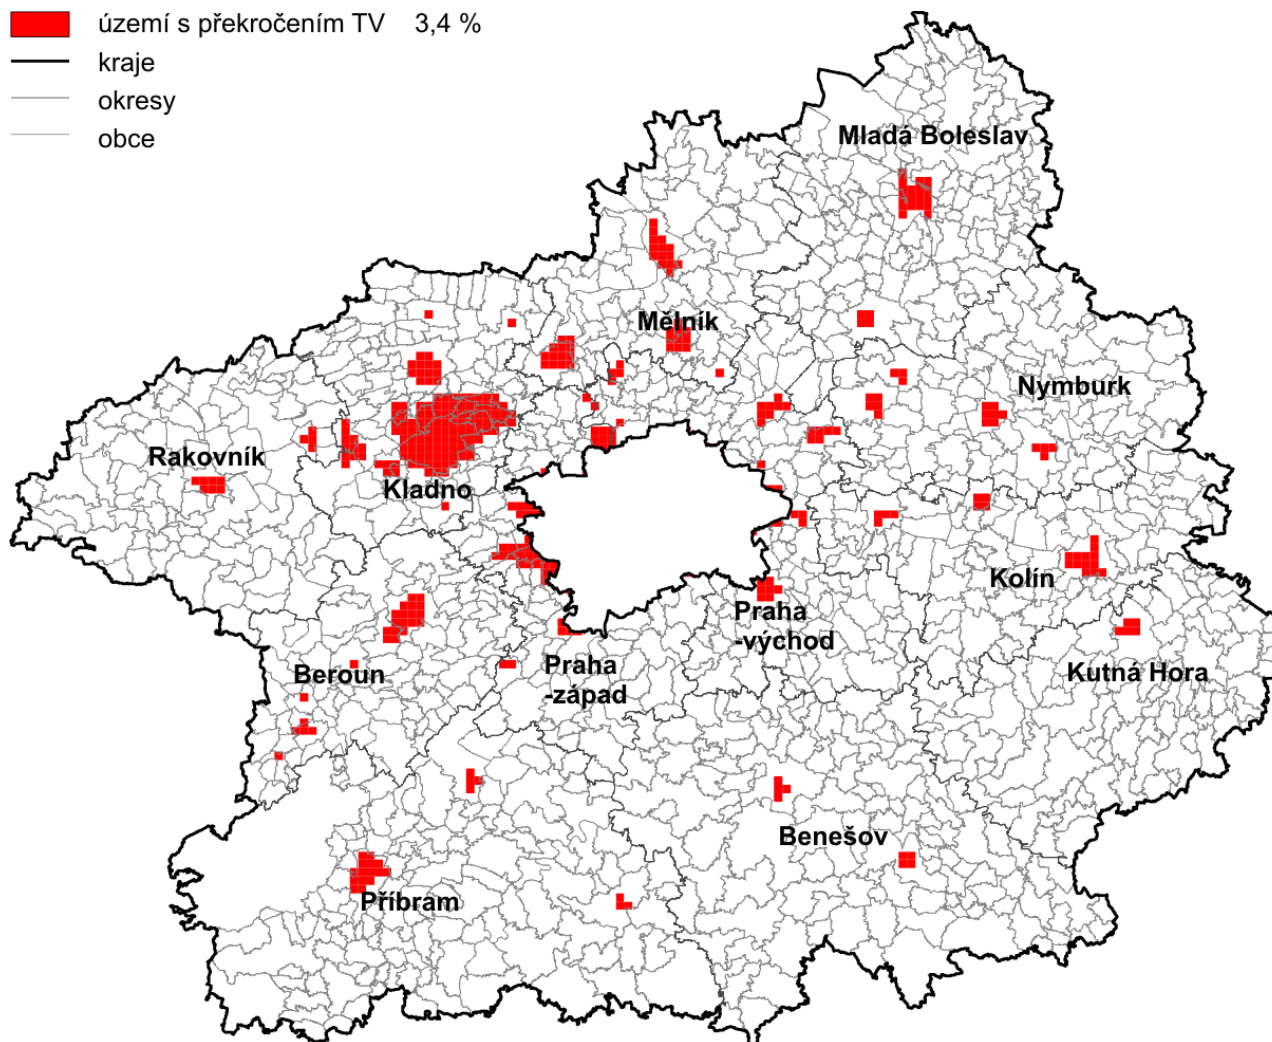 území s překročením TV 3,4 %
kraje
okresy
obce
Mladá Boleslav
Mělník
Nymburk
Rakovník
Kladno
Kolín
Praha
-východ
Praha
-západ
Beroun
Kutná Hora
Benešov
Příbram